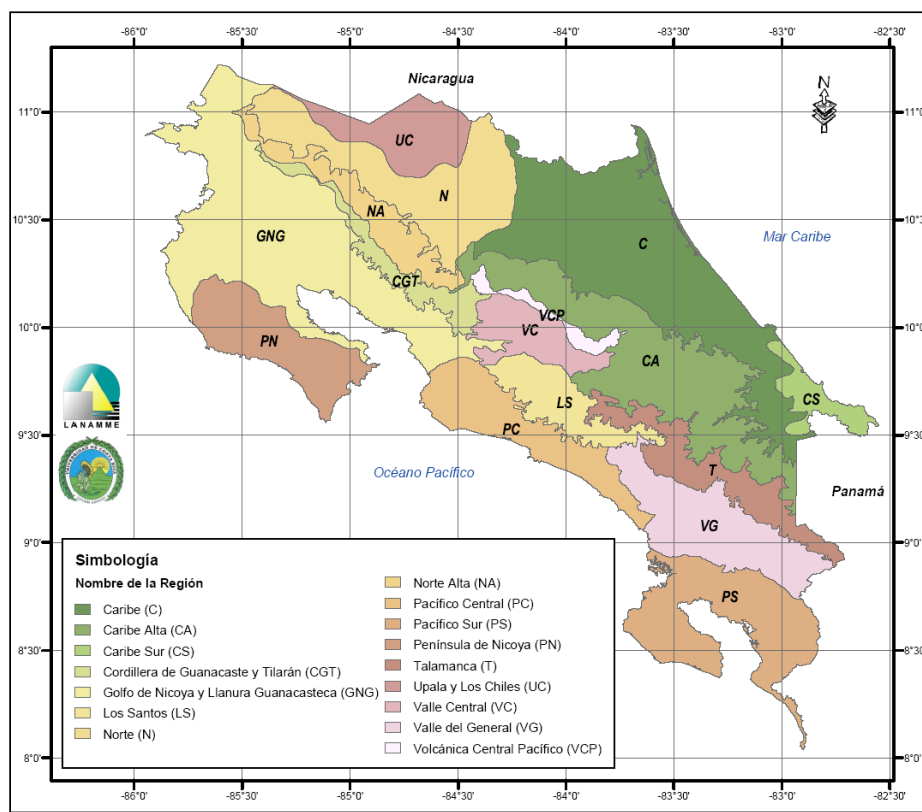 -86°0' -85°30' -85°0' -84°30' -84°0' -83°30' -83°0' -82°30'
Nicaragua
N
11°0' 11°0'
UC
N
10°30' 10°30'
NA
GNG
C
Mar Caribe
CGT
10°0' 10°0'
VCP
VC
PN
CA
LS
CS
LANAMME
9°30' 9°30'
PC
Océano Pacífico
T
Panamá
VG
9°0' 9°0'
PS
8°30' 8°30'
8°0' 8°0'
Simbología
Nombre de la Región
Caribe (C)
Caribe Alta (CA)
Caribe Sur (CS)
Cordillera de Guanacaste y Tilarán (CGT)
Golfo de Nicoya y Llanura Guanacasteca (GNG)
Los Santos (LS)
Norte (N)
Norte Alta (NA)
Pacífico Central (PC)
Pacífico Sur (PS)
Península de Nicoya (PN)
Talamanca (T)
Upala y Los Chiles (UC)
Valle Central (VC)
Valle del General (VG)
Volcánica Central Pacífico (VCP)
-86°0' -85°30' -85°0' -84°30' -84°0' -83°30' -83°0' -82°30'